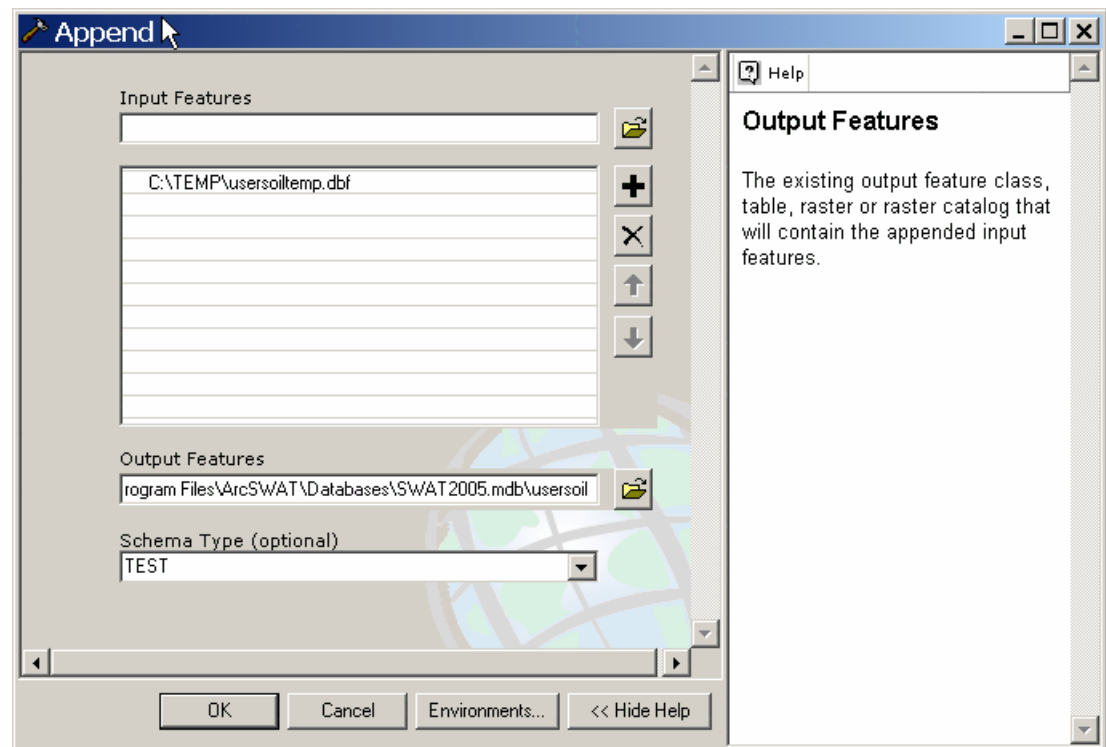 Append
Input Features
C:\TEMP\usersoiltemp.dbf
Output Features
rogram Files\ArcSWAT\Databases\SWAT2005.mdb\usersoil
Schema Type (optional)
TEST
OK
Cancel
Environments...
<< Hide Help
Help
Output Features
The existing output feature class,
table, raster or raster catalog that
will contain the appended input
features.